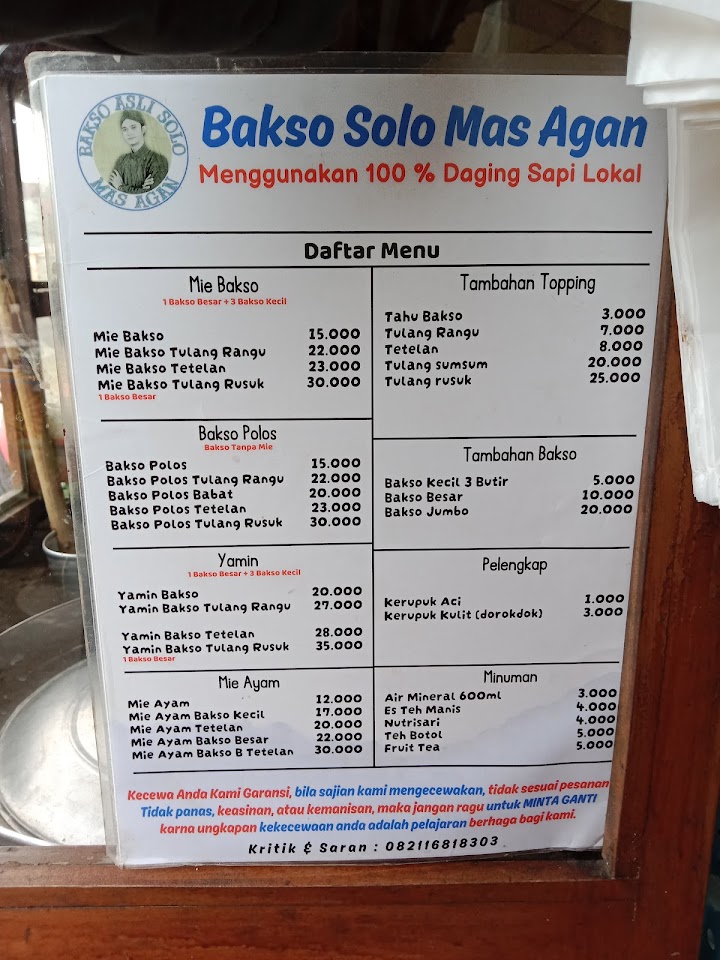 BAKSO ASLI SOLO
MAS AGAN
Bakso Solo Mas Agan
Menggunakan 100 % Daging Sapi Lokal
Daftar Menu
Mie Bakso
1 Bakso Besar + 3 Bakso Kecil
Mie Bakso 15.000
Mie Bakso Tulang Rangu 22.000
Mie Bakso Tetelan 23.000
Mie Bakso Tulang Rusuk 30.000
1 Bakso Besar
Bakso Polos
Bakso Tanpa Mie
Bakso Polos 15.000
Bakso Polos Tulang Rangu 22.000
Bakso Polos Babat 20.000
Bakso Polos Tetelan 23.000
Bakso Polos Tulang Rusuk 30.000
Yamin
1 Bakso Besar + 3 Bakso Kecil
Yamin Bakso 20.000
Yamin Bakso Tulang Rangu 27.000
Yamin Bakso Tetelan 28.000
Yamin Bakso Tulang Rusuk 35.000
1 Bakso Besar
Mie Ayam
Mie Ayam 12.000
Mie Ayam Bakso Kecil 17.000
Mie Ayam Tetelan 20.000
Mie Ayam Bakso Besar 22.000
Mie Ayam Bakso B Tetelan 30.000
Tambahan Topping
Tahu Bakso 3.000
Tulang Rangu 7.000
Tetelan 8.000
Tulang sumsum 20.000
Tulang rusuk 25.000
Tambahan Bakso
Bakso Kecil 3 Butir 5.000
Bakso Besar 10.000
Bakso Jumbo 20.000
Pelengkap
Kerupuk Aci 1.000
Kerupuk Kulit (dorokdok) 3.000
Minuman
Air Mineral 600ml 3.000
Es Teh Manis 4.000
Nutrisari 4.000
Teh Botol 5.000
Fruit Tea 5.000
Kecewa Anda Kami Garansi, bila sajian kami mengecewakan, tidak sesuai pesanan
Tidak panas, keasinan, atau kemanisan, maka jangan ragu untuk MINTA GANTI
karna ungkapan kekecewaan anda adalah pelajaran berhaga bagi kami.
Kritik & Saran : 082116818303